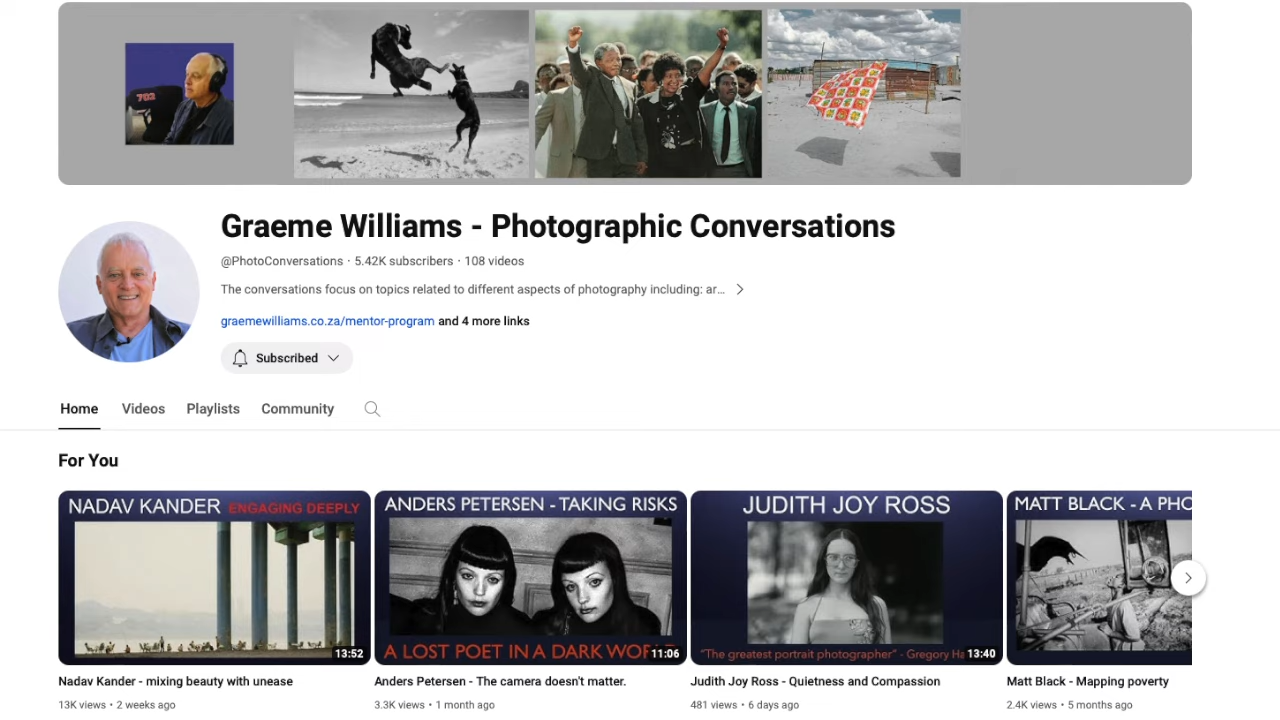 702
Graeme Williams - Photographic Conversations
@PhotoConversations · 5.42K subscribers · 108 videos
The conversations focus on topics related to different aspects of photography including: ar...
graemewilliams.co.za/mentor-program and 4 more links
Subscribed
Home Videos Playlists Community
For You
NADAV KANDER ENGAGING DEEPLY
13:52
Nadav Kander - mixing beauty with unease
13K views • 2 weeks ago
ANDERS PETERSEN - TAKING RISKS
A LOST POET IN A DARK
11:06
Anders Petersen - The camera doesn't matter.
3.3K views • 1 month ago
JUDITH JOY ROSS
"The greatest portrait photographer" - Gregory
13:40
Judith Joy Ross - Quietness and Compassion
481 views • 6 days ago
MATT BLACK - A PHO
Matt Black - Mapping poverty
2.4K views • 5 months ago